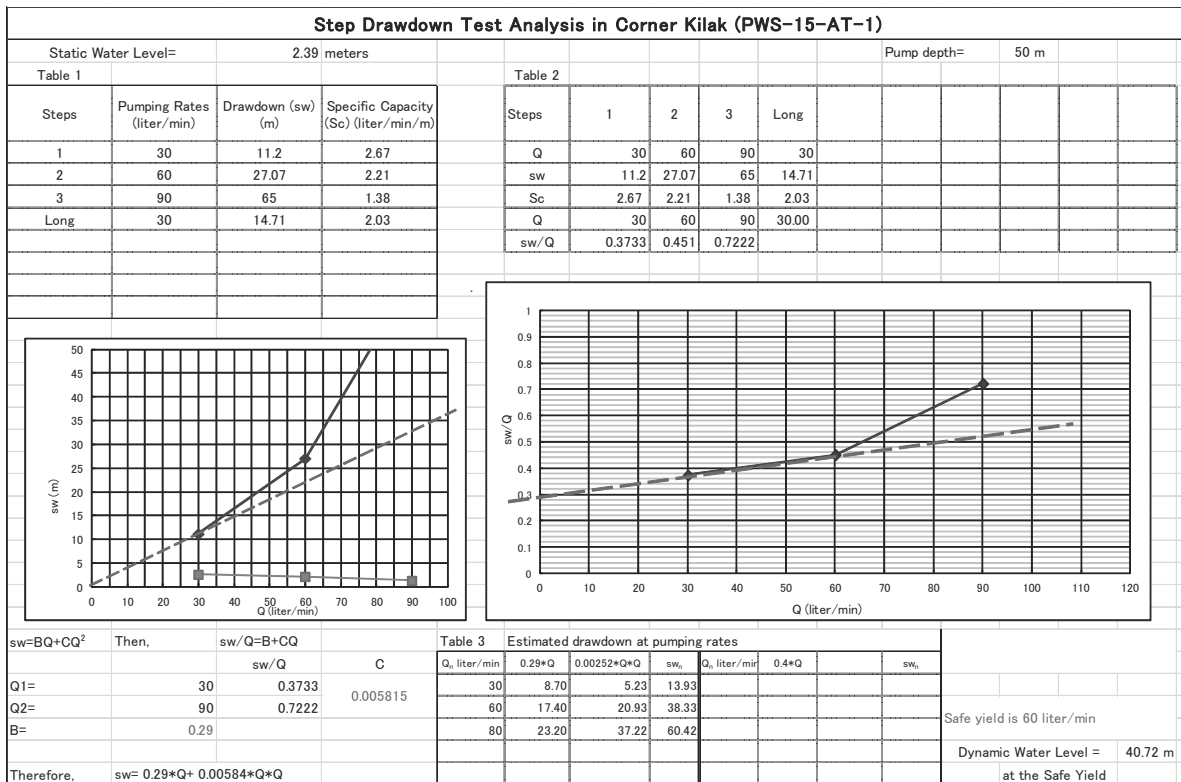 Step Drawdown Test Analysis in Corner Kilak (PWS-15-AT-1)
Static Water Level= 2.39 meters Pump depth= 50 m
Table 1
Steps Pumping Rates (liter/min) Drawdown (sw) (m) Specific Capacity (Sc) (liter/min/m)
1 30 11.2 2.67
2 60 27.07 2.21
3 90 65 1.38
Long 30 14.71 2.03
Table 2
Steps 1 2 3 Long
Q 30 60 90 30
sw 11.2 27.07 65 14.71
Sc 2.67 2.21 1.38 2.03
Q 30 60 90 30.00
sw/Q 0.3733 0.451 0.7222
50
45
40
35
30
25
20
15
10
5
0
sw (m)
0 10 20 30 40 50 60 70 80 90 100
Q (liter/min)
1
0.9
0.8
0.7
0.6
0.5
0.4
0.3
0.2
0.1
0
sw/Q
0 10 20 30 40 50 60 70 80 90 100 110 120
Q (liter/min)
sw=BQ+CQ² Then, sw/Q=B+CQ
sw/Q C
Q1= 30 0.3733 0.005815
Q2= 90 0.7222
B= 0.29
Therefore, sw= 0.29*Q+ 0.00584*Q*Q
Table 3 Estimated drawdown at pumping rates
Qn liter/min 0.29*Q 0.00252*Q*Q swn Qn liter/min 0.4*Q swn
30 8.70 5.23 13.93
60 17.40 20.93 38.33
80 23.20 37.22 60.42
Safe yield is 60 liter/min
Dynamic Water Level = 40.72 m
at the Safe Yield